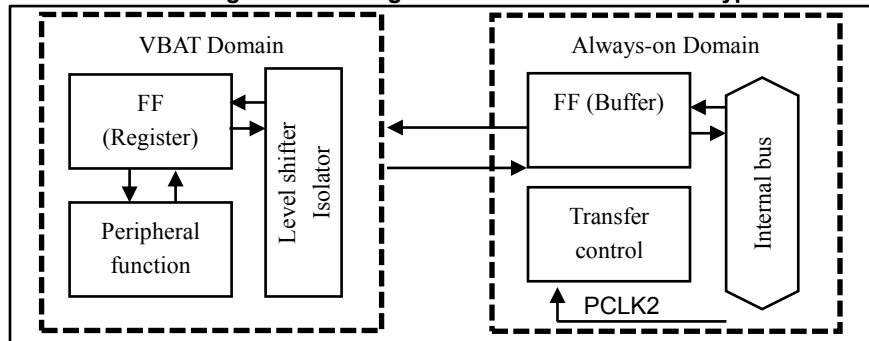 VBAT Domain
FF
(Register)
Peripheral
function
Level shifter
Isolator
Always-on Domain
FF (Buffer)
Transfer
control
Internal bus
PCLK2